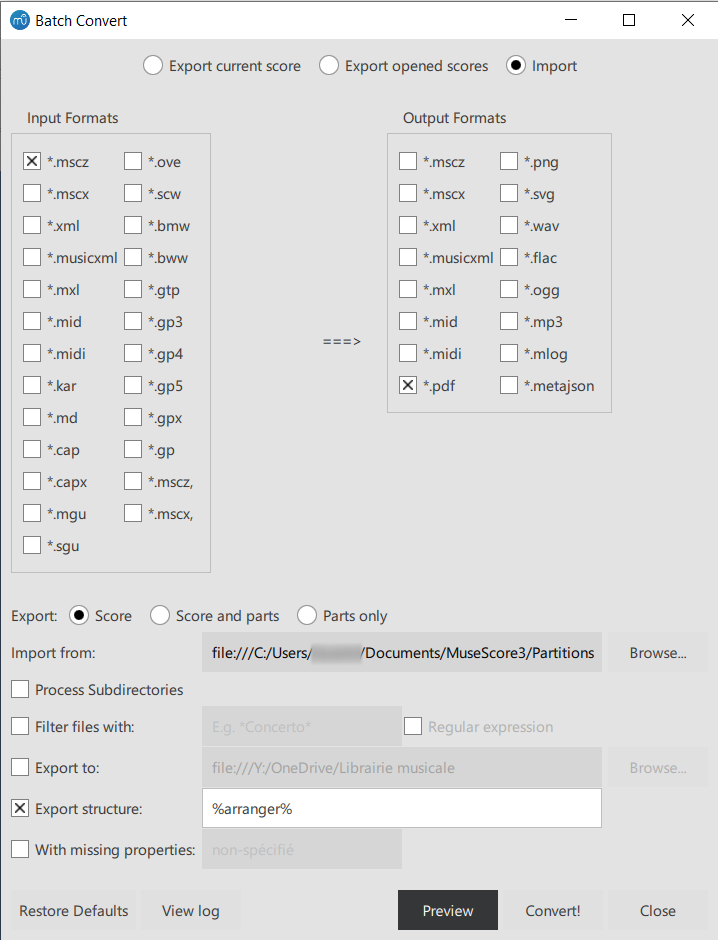 Batch Convert
Export current score Export opened scores Import
Input Formats Output Formats
*.mscz *.ove *.mscz *.png
*.mscx *.scw *.mscx *.svg
*.xml *.bmw *.xml *.wav
*.musicxml *.bww *.musicxml *.flac
*.mxl *.gtp *.mxl *.ogg
*.mid *.gp3 *.mid *.mp3
===>
*.midi *.gp4 *.midi *.mlog
*.kar *.gp5 *.pdf *.metajson
*.md *.gpx
*.cap *.gp
*.capx *.mscz,
*.mgu *.mscx,
*.sgu
Export: Score Score and parts Parts only
Import from: file:///C:/Users/ /Documents/MuseScore3/Partitions Browse...
Process Subdirectories
Filter files with: E.g. *Concerto* Regular expression
Export to: file:///Y:/OneDrive/Librairie musicale Browse...
Export structure: %arranger%
With missing properties: non-spécifié
Restore Defaults View log Preview Convert! Close